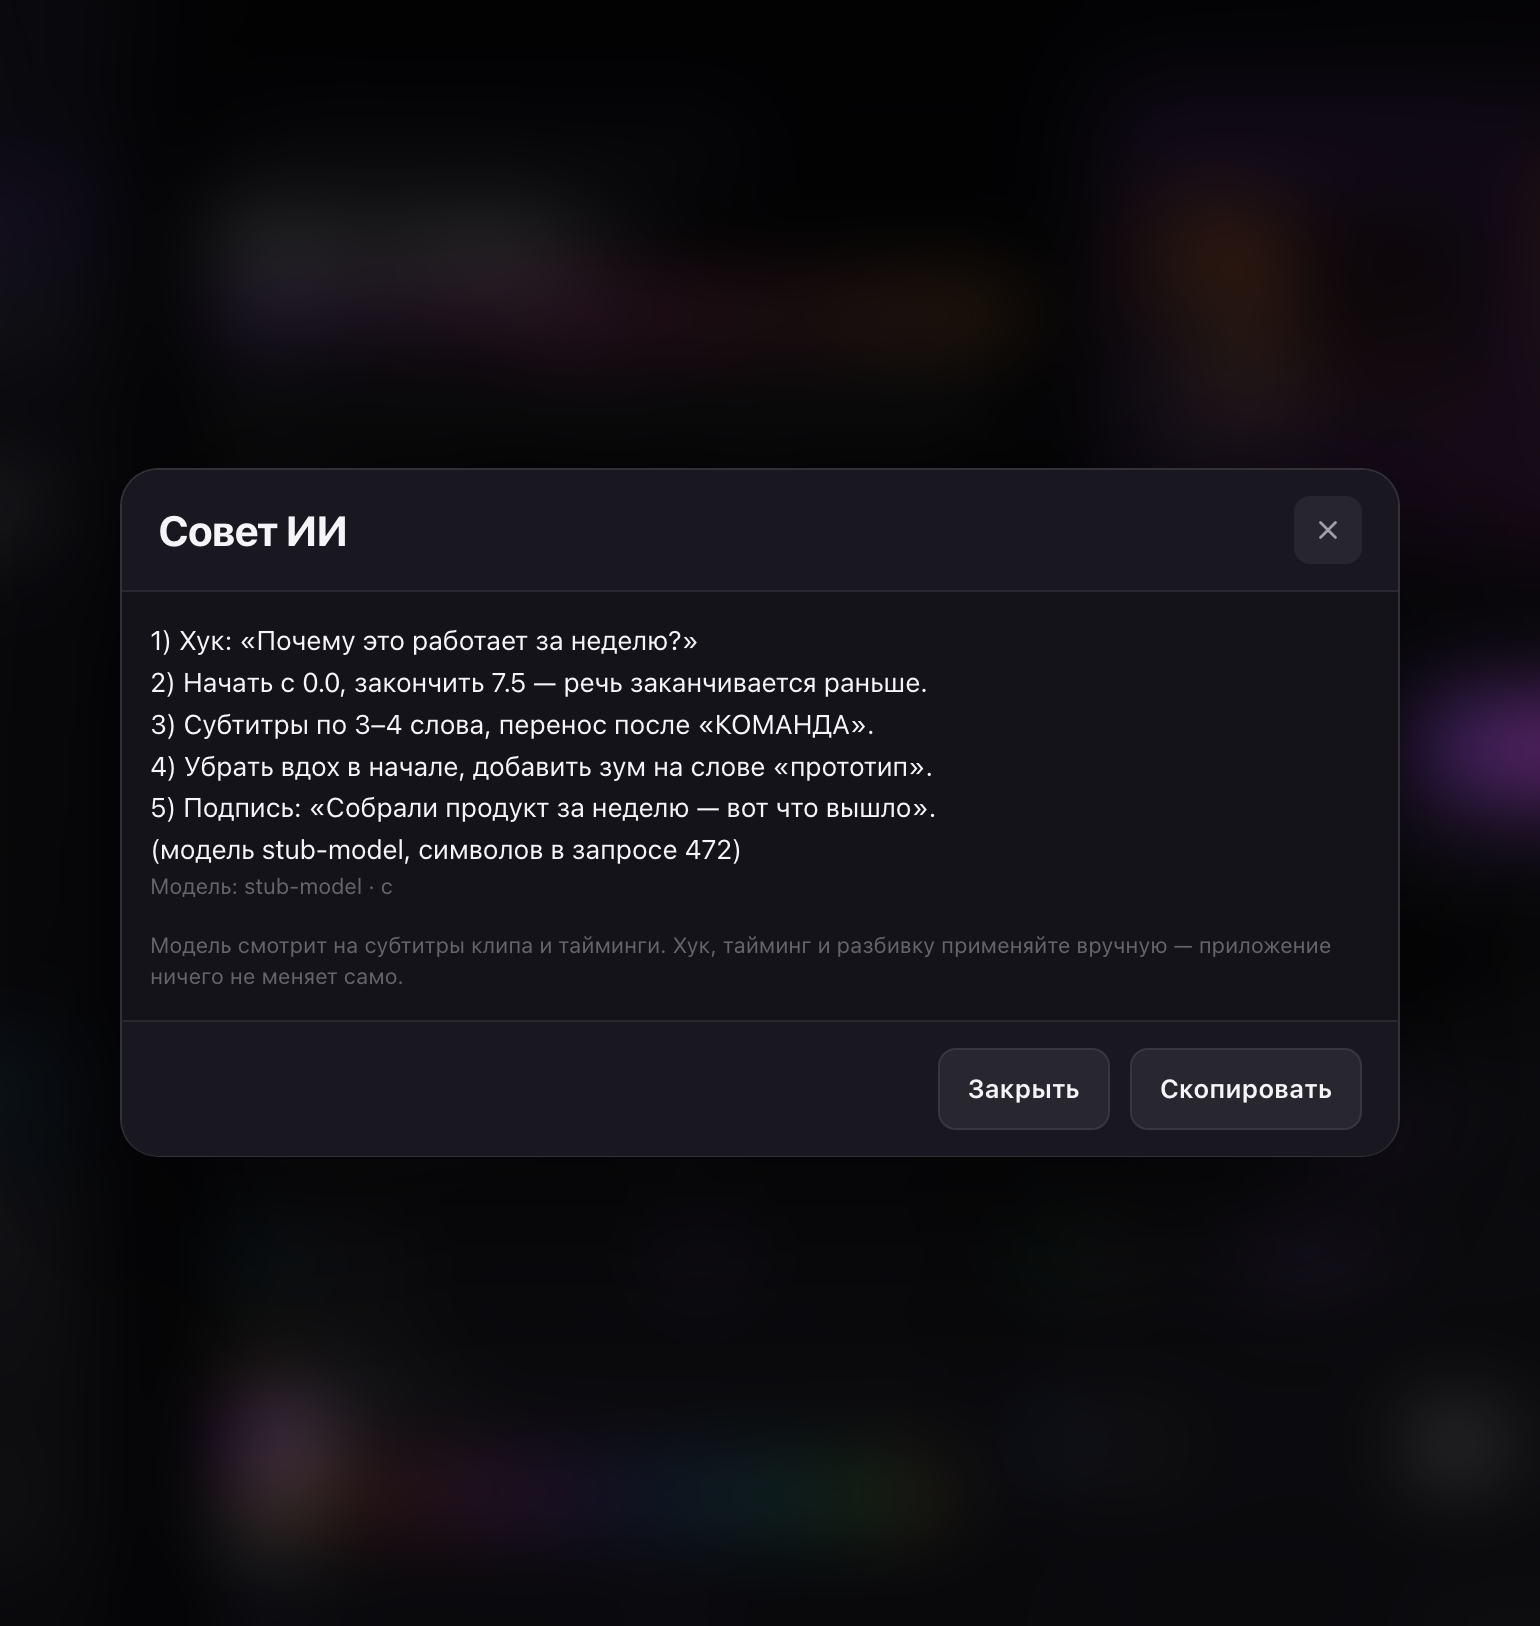 Совет ИИ
1) Хук: «Почему это работает за неделю?»
2) Начать с 0.0, закончить 7.5 — речь заканчивается раньше.
3) Субтитры по 3–4 слова, перенос после «КОМАНДА».
4) Убрать вдох в начале, добавить зум на слове «прототип».
5) Подпись: «Собрали продукт за неделю — вот что вышло».
(модель stub-model, символов в запросе 472)
Модель: stub-model · с
Модель смотрит на субтитры клипа и тайминги. Хук, тайминг и разбивку применяйте вручную — приложение
ничего не меняет само.
Закрыть
Скопировать